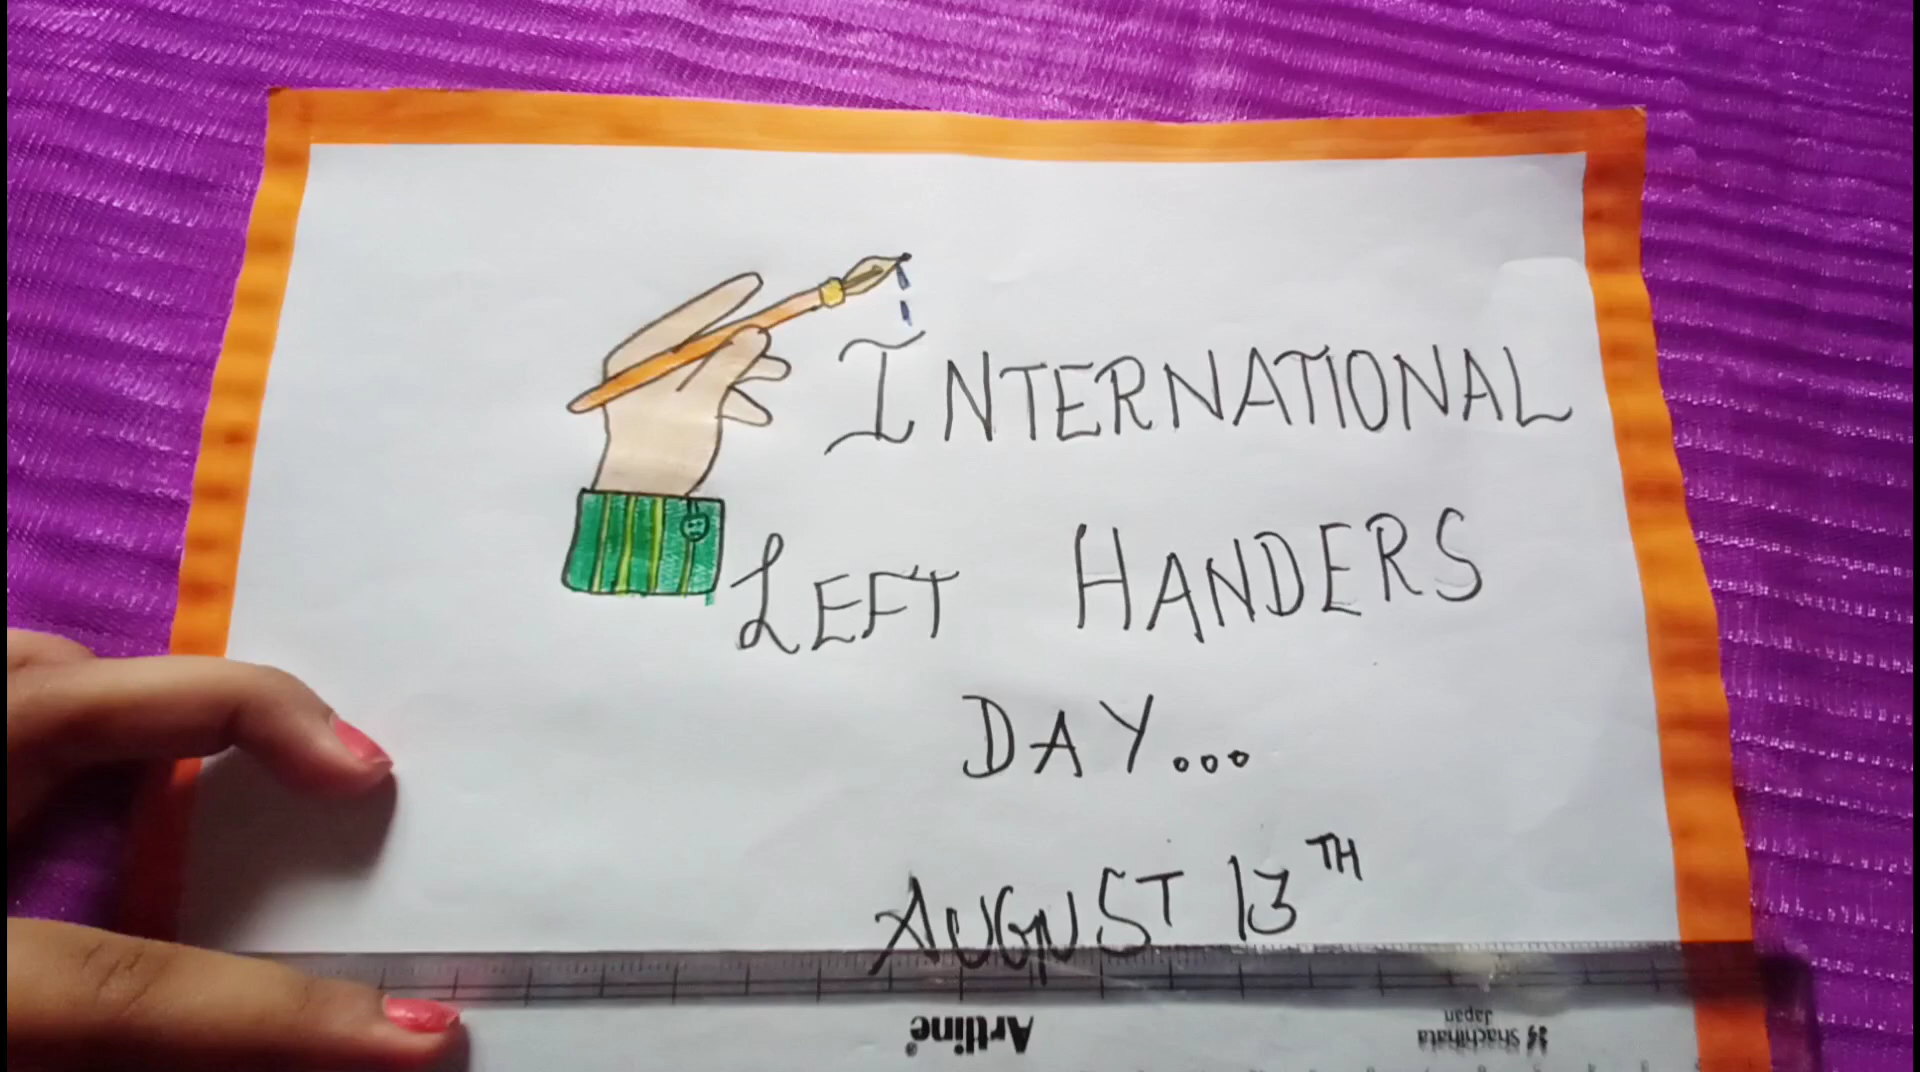 INTERNATIONAL
LEFT HANDERS
DAY...
AUGUST 13TH
Artline
Shachihata
Japan